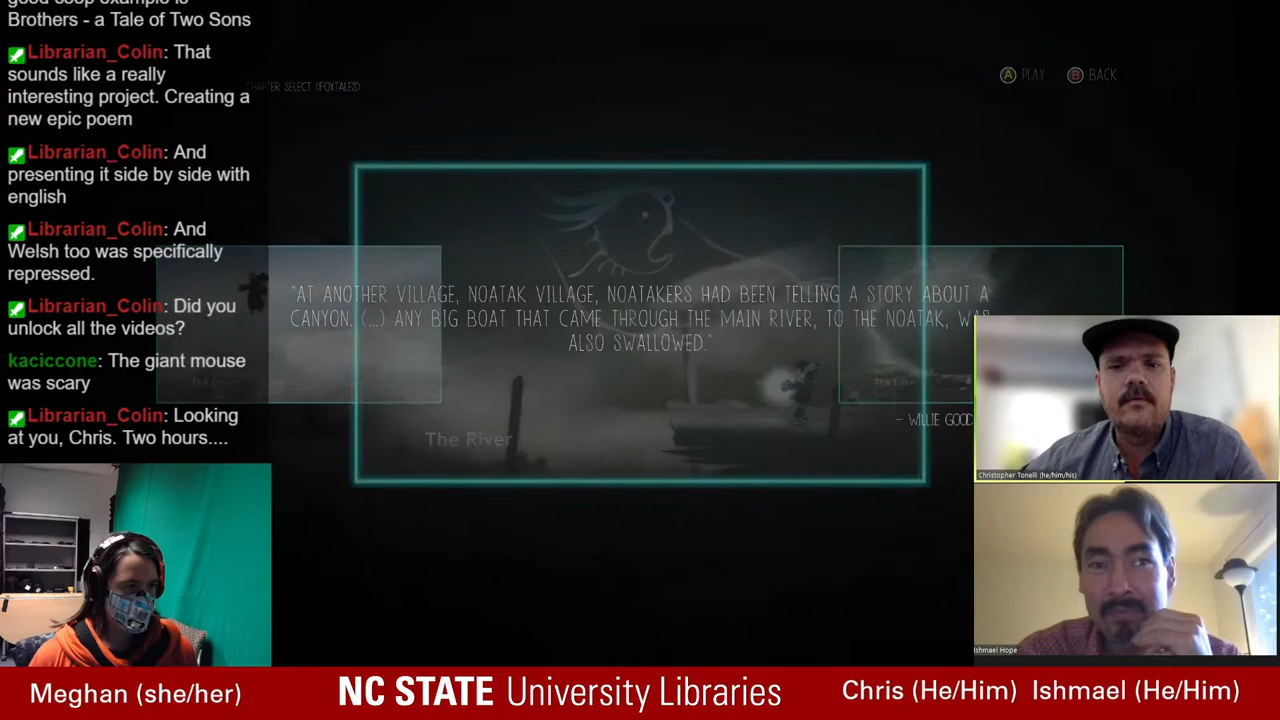 good coop example is
Brothers - a Tale of Two Sons
Librarian_Colin: That
sounds like a really
interesting project. Creating a
new epic poem
Librarian_Colin: And
presenting it side by side with
english
Librarian_Colin: And
Welsh too was specifically
repressed.
Librarian_Colin: Did you
unlock all the videos?
kaciccone: The giant mouse
was scary
Librarian_Colin: Looking
at you, Chris. Two hours....
CHAPTER SELECT (FOXTALES)
A PLAY B BACK
"AT ANOTHER VILLAGE, NOATAK VILLAGE, NOATAKERS HAD BEEN TELLING A STORY ABOUT A
CANYON. (...) ANY BIG BOAT THAT CAME THROUGH THE MAIN RIVER, TO THE NOATAK, WAS
ALSO SWALLOWED."
– WILLIE GOOD
The River
Christopher Tonelli (he/him/his)
Ishmael Hope
Meghan (she/her)
NC STATE University Libraries
Chris (He/Him) Ishmael (He/Him)